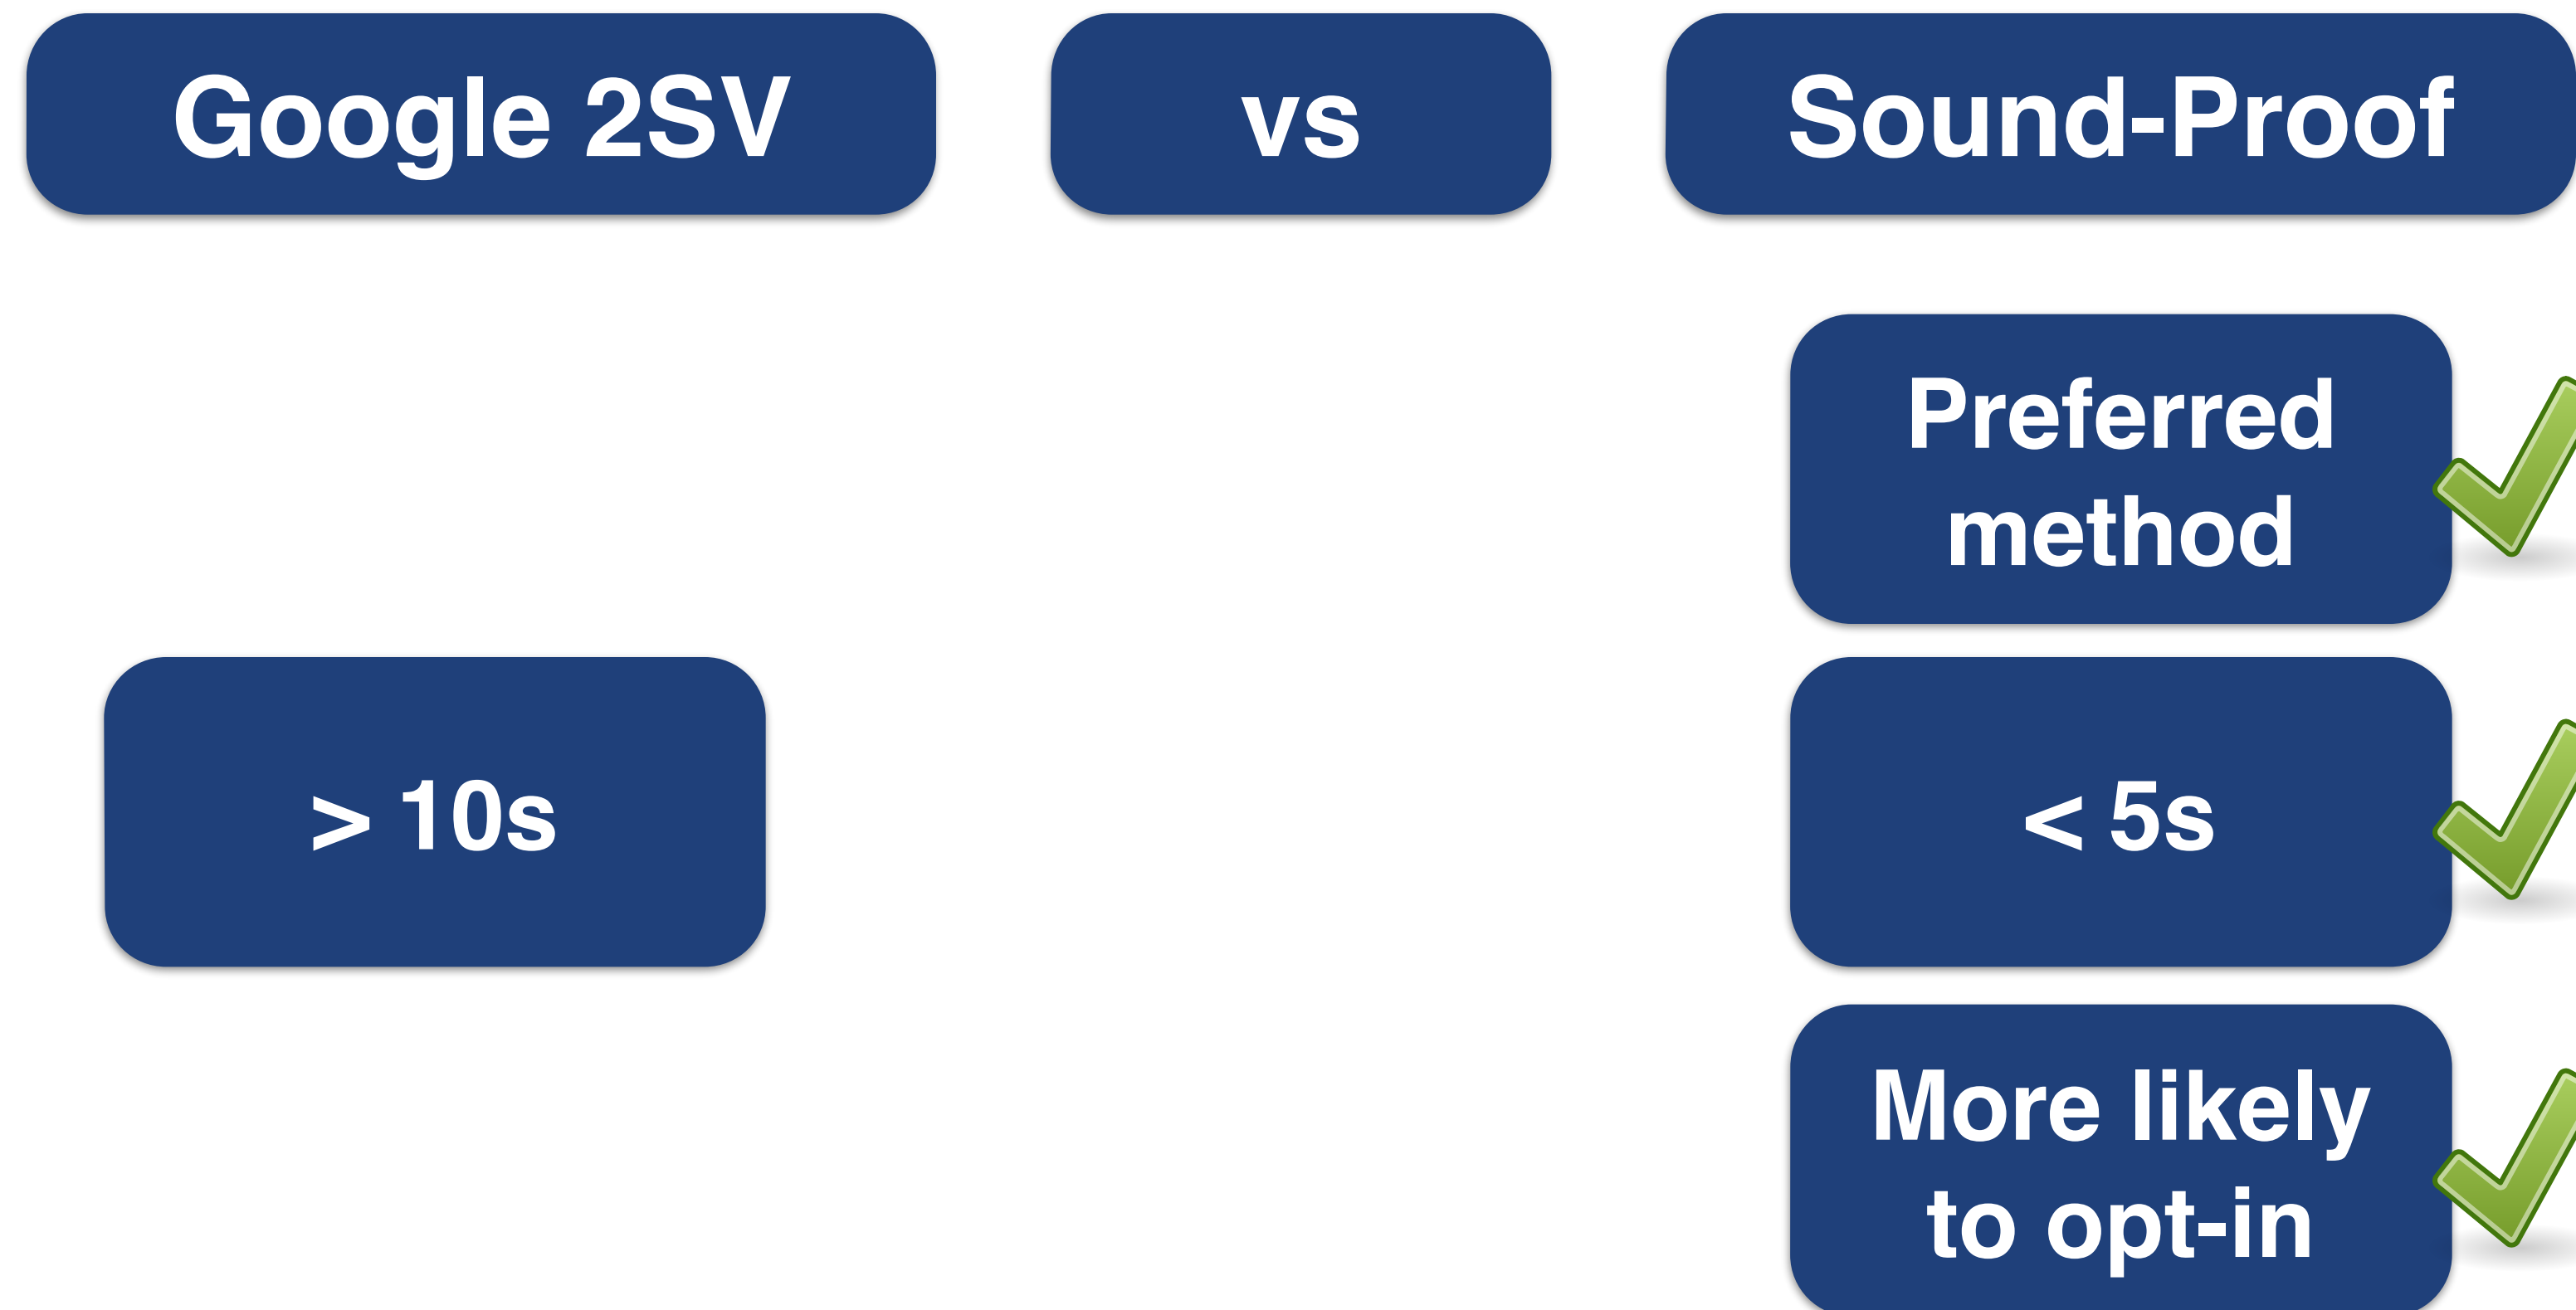 Google 2SV
vs
Sound-Proof
Preferred
method
> 10s
< 5s
More likely
to opt-in